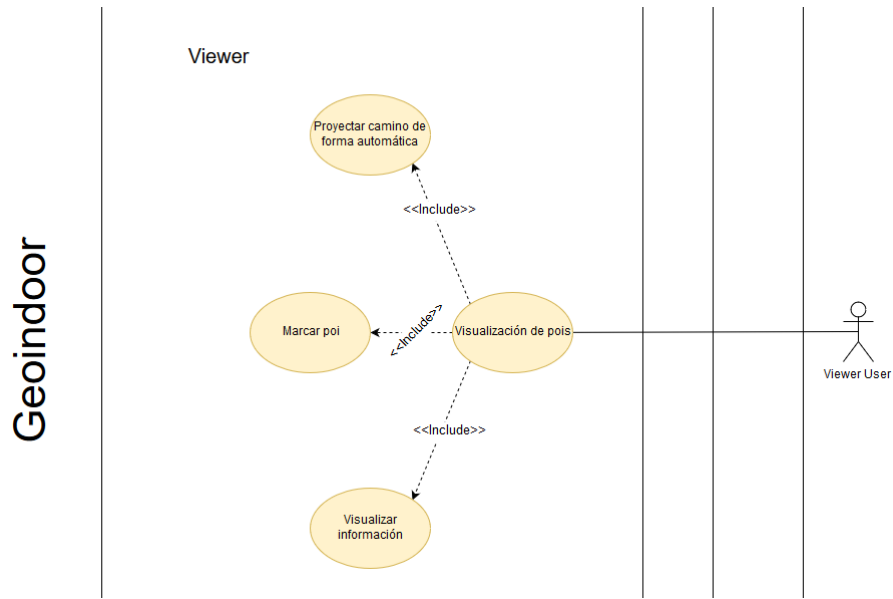 Viewer
Proyectar camino de
forma automática
<<Include>>
Geoindoor
Marcar poi
<<Include>>
Visualización de pois
Viewer User
<<Include>>
Visualizar
información